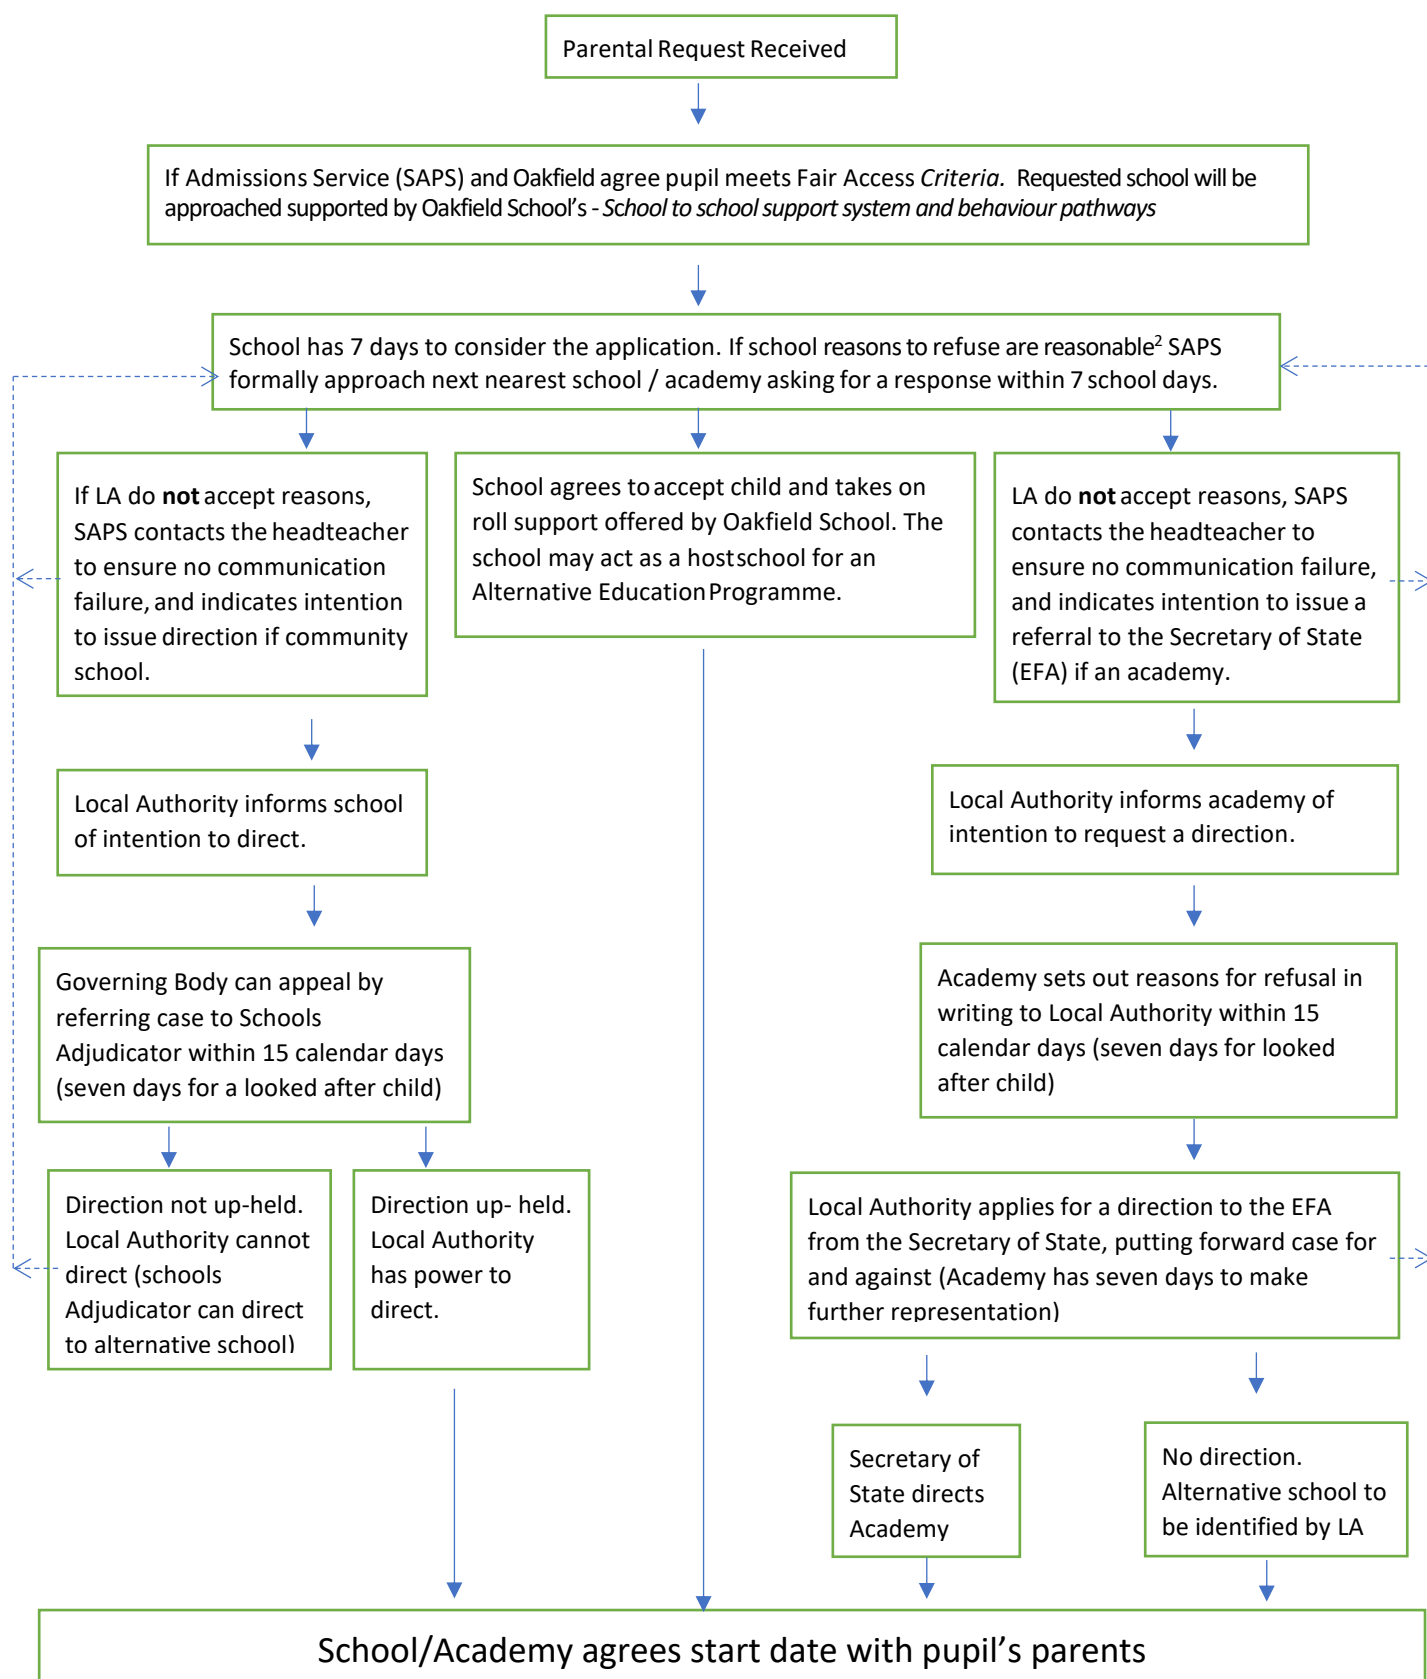 Parental Request Received
If Admissions Service (SAPS) and Oakfield agree pupil meets Fair Access Criteria. Requested school will be
approached supported by Oakfield School's - School to school support system and behaviour pathways
School has 7 days to consider the application. If school reasons to refuse are reasonable² SAPS
formally approach next nearest school / academy asking for a response within 7 school days.
If LA do not accept reasons,
SAPS contacts the headteacher
to ensure no communication
failure, and indicates intention
to issue direction if community
school.
School agrees to accept child and takes on
roll support offered by Oakfield School. The
school may act as a host school for an
Alternative Education Programme.
LA do not accept reasons, SAPS
contacts the headteacher to
ensure no communication failure,
and indicates intention to issue a
referral to the Secretary of State
(EFA) if an academy.
Local Authority informs school
of intention to direct.
Local Authority informs academy of
intention to request a direction.
Governing Body can appeal by
referring case to Schools
Adjudicator within 15 calendar days
(seven days for a looked after child)
Academy sets out reasons for refusal in
writing to Local Authority within 15
calendar days (seven days for looked
after child)
Direction not up-held.
Local Authority cannot
direct (schools
Adjudicator can direct
to alternative school)
Direction up- held.
Local Authority
has power to
direct.
Local Authority applies for a direction to the EFA
from the Secretary of State, putting forward case for
and against (Academy has seven days to make
further representation)
Secretary of
State directs
Academy
No direction.
Alternative school to
be identified by LA
School/Academy agrees start date with pupil's parents